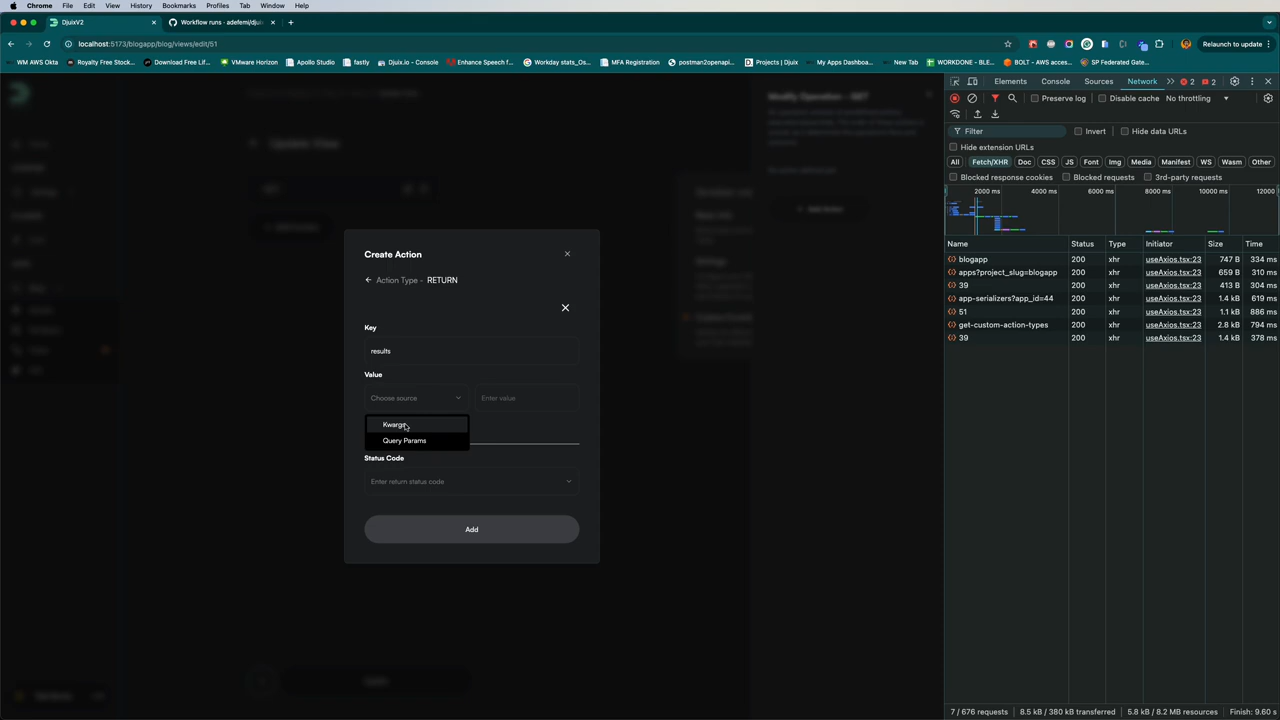 Chrome File Edit View History Bookmarks Profiles Tab Window Help
DjuixV2 Workflow runs - adefemi/djui
localhost:5173/blogapp/blog/views/edit/51 Relaunch to update
WM AWS Okta Royalty Free Stock... Download Free Lif... VMware Horizon Apollo Studio fastly Djuix.io - Console Enhance Speech f... Workday stats_Os... MFA Registration postman2openapi... Projects | Djuix My Apps Dashboar... New Tab WORKDONE - BLE... BOLT - AWS acce... SP Federated Gate...
Elements Console Sources Network 2 2
Preserve log Disable cache No throttling
Filter Invert Hide data URLs
Hide extension URLs
All Fetch/XHR Doc CSS JS Font Img Media Manifest WS Wasm Other
Blocked response cookies Blocked requests 3rd-party requests
2000 ms 4000 ms 6000 ms 8000 ms 10000 ms 12000
Name Status Type Initiator Size Time
blogapp 200 xhr useAxios.tsx:23 747 B 334 ms
apps?project_slug=blogapp 200 xhr useAxios.tsx:23 659 B 310 ms
39 200 xhr useAxios.tsx:23 413 B 304 ms
app-serializers?app_id=44 200 xhr useAxios.tsx:23 1.4 kB 619 ms
51 200 xhr useAxios.tsx:23 1.1 kB 886 ms
get-custom-action-types 200 xhr useAxios.tsx:23 2.8 kB 794 ms
39 200 xhr useAxios.tsx:23 1.4 kB 378 ms
7 / 676 requests 8.5 kB / 380 kB transferred 5.8 kB / 8.2 MB resources Finish: 9.60 s
Modify Operation - GET
Update View
Create Action
Action Type - RETURN
Key
results
Value
Choose source Enter value
Kwargs
Query Params
Status Code
Enter return status code
Add